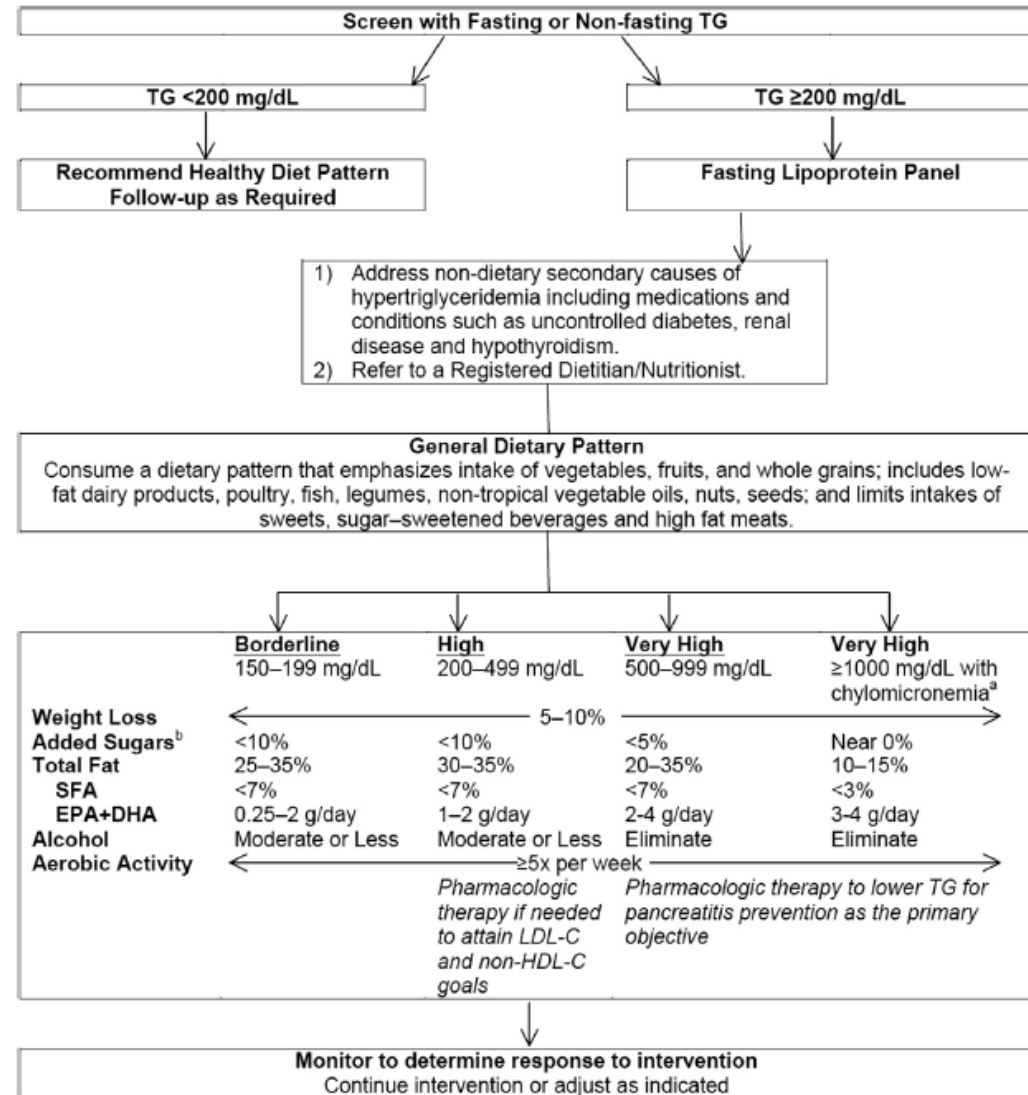 Screen with Fasting or Non-fasting TG
TG <200 mg/dL
TG ≥200 mg/dL
Recommend Healthy Diet Pattern
Follow-up as Required
Fasting Lipoprotein Panel
1) Address non-dietary secondary causes of
hypertriglyceridemia including medications and
conditions such as uncontrolled diabetes, renal
disease and hypothyroidism.
2) Refer to a Registered Dietitian/Nutritionist.
General Dietary Pattern
Consume a dietary pattern that emphasizes intake of vegetables, fruits, and whole grains; includes low-
fat dairy products, poultry, fish, legumes, non-tropical vegetable oils, nuts, seeds; and limits intakes of
sweets, sugar–sweetened beverages and high fat meats.
Borderline High Very High Very High
150–199 mg/dL 200–499 mg/dL 500–999 mg/dL ≥1000 mg/dL with
chylomicronemiaᵃ
Weight Loss 5–10%
Added Sugarsᵇ <10% <10% <5% Near 0%
Total Fat 25–35% 30–35% 20–35% 10–15%
SFA <7% <7% <7% <3%
EPA+DHA 0.25–2 g/day 1–2 g/day 2-4 g/day 3-4 g/day
Alcohol Moderate or Less Moderate or Less Eliminate Eliminate
Aerobic Activity ≥5x per week
Pharmacologic
therapy if needed
to attain LDL-C
and non-HDL-C
goals
Pharmacologic therapy to lower TG for
pancreatitis prevention as the primary
objective
Monitor to determine response to intervention
Continue intervention or adjust as indicated